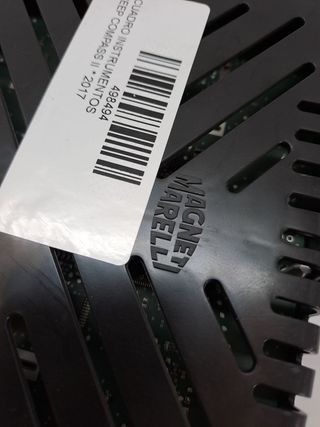 CUADRO INSTRUMENTOS
JEEP COMPASS II * 2017
498494
MAGNETI
MARELLI